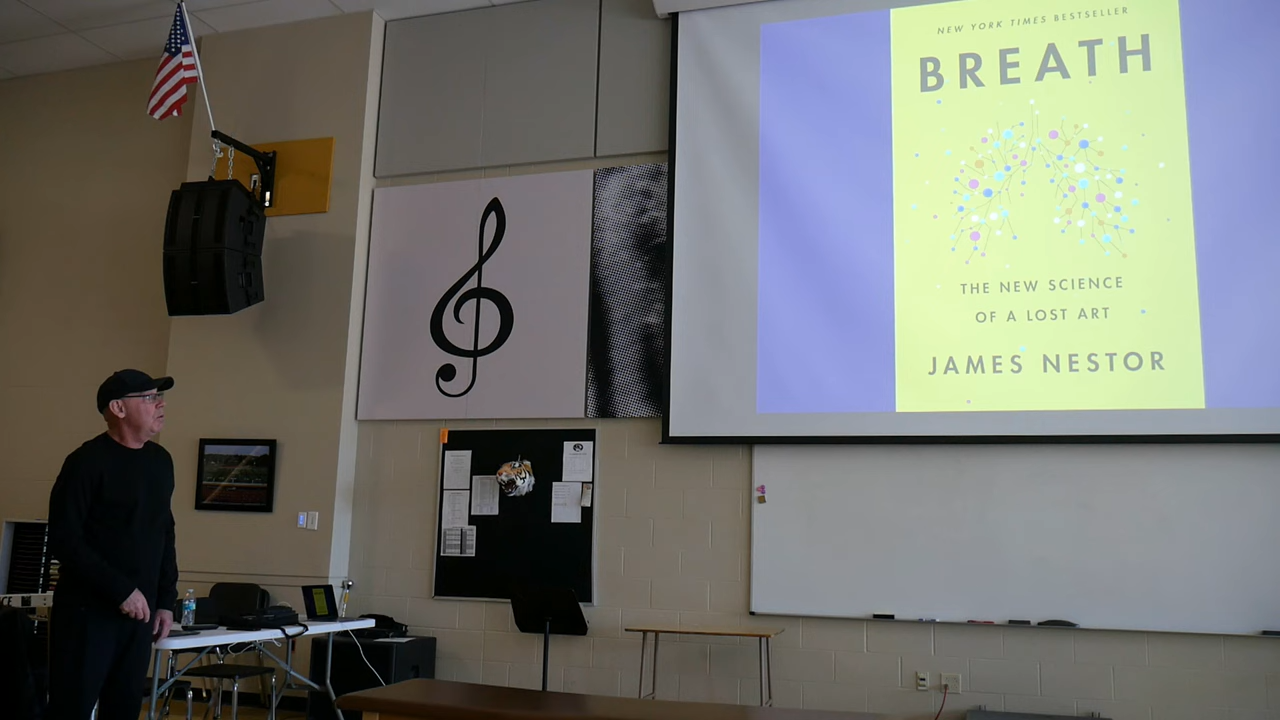 NEW YORK TIMES BESTSELLER
BREATH
THE NEW SCIENCE
OF A LOST ART
JAMES NESTOR